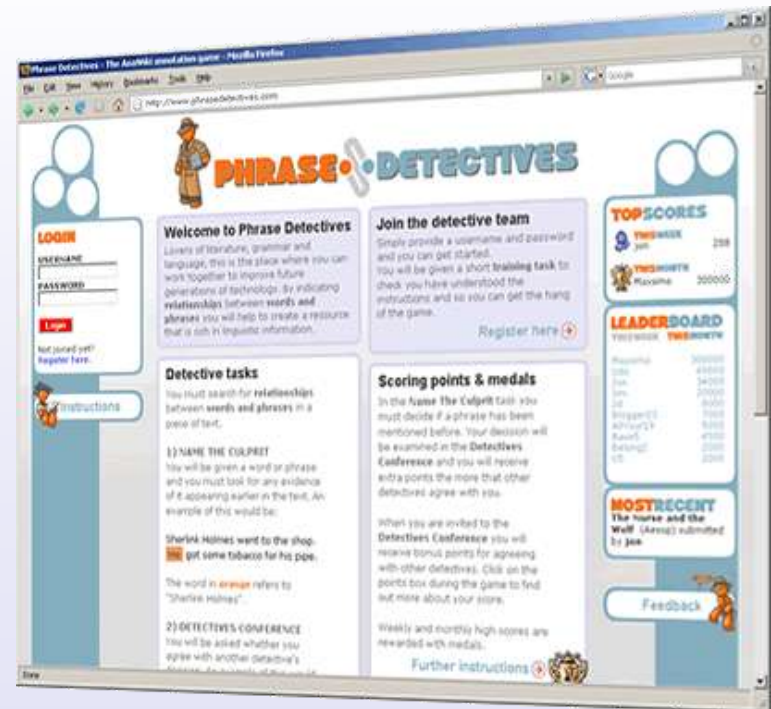 Phrase Detectives - The AnaWiki annotation game - Mozilla Firefox
File Edit View History Bookmarks Tools Help
http://www.phrasedetectives.com
Google
PHRASE DETECTIVES
LOGIN
USERNAME
PASSWORD
Login
Not joined yet?
Register here.
Instructions
Welcome to Phrase Detectives
Lovers of literature, grammar and
language, this is the place where you can
work together to improve future
generations of technology. By indicating
relationships between words and
phrases you will help to create a resource
that is rich in linguistic information.
Detective tasks
You must search for relationships
between words and phrases in a
piece of text.
1) NAME THE CULPRIT
You will be given a word or phrase
and you must look for any evidence
of it appearing earlier in the text. An
example of this would be:
Sherlink Holmes went to the shop.
He got some tobacco for his pipe.
The word in orange refers to
"Sherlink Holmes".
2) DETECTIVES CONFERENCE
You will be asked whether you
agree with another detective's
Join the detective team
Simply provide a username and password
and you can get started.
You will be given a short training task to
check you have understood the
instructions and so you can get the hang
of the game.
Register here
Scoring points & medals
In the Name The Culprit task you
must decide if a phrase has been
mentioned before. Your decision will
be examined in the Detectives
Conference and you will receive
extra points the more that other
detectives agree with you.
When you are invited to the
Detectives Conference you will
receive bonus points for agreeing
with other detectives. Click on the
points box during the game to find
out more about your score.
Weekly and monthly high scores are
rewarded with medals.
Further instructions
TOPSCORES
THISWEEK
jon
THISMONTH
300000
LEADERBOARD
THISWEEK THISMONTH
300000
MOSTRECENT
The Nurse and the
Wolf (Aesop) submitted
by jon
Feedback
Done